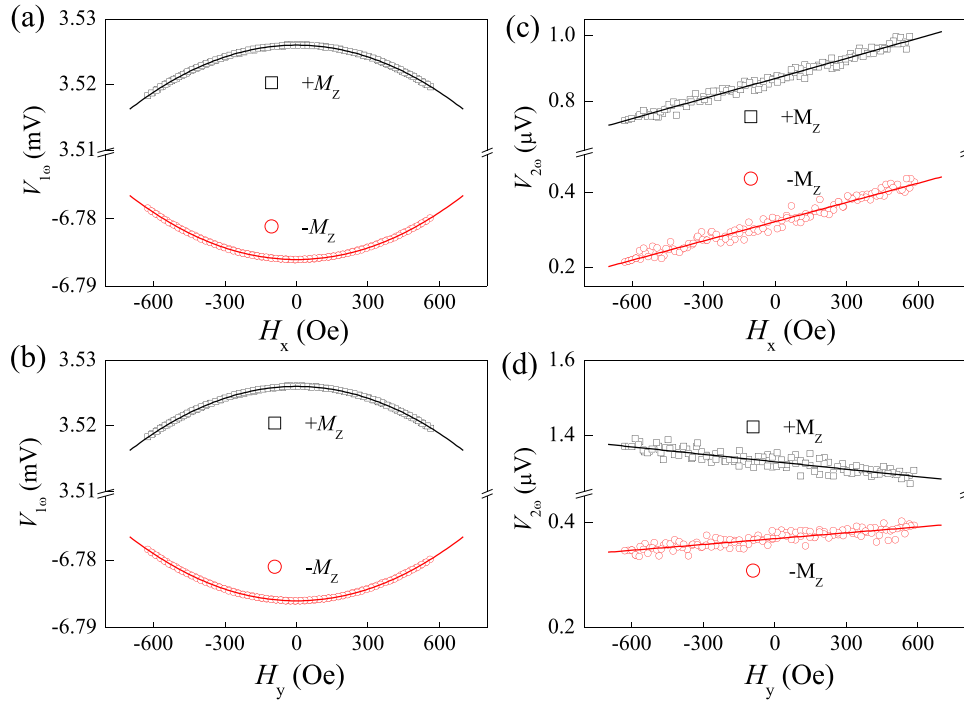 (a)
3.53
3.52
3.51
-6.78
-6.79
V1ω (mV)
+MZ
-MZ
-600 -300 0 300 600
Hx (Oe)
(c)
1.0
0.8
0.4
0.2
V2ω (μV)
+MZ
-MZ
-600 -300 0 300 600
Hx (Oe)
(b)
3.53
3.52
3.51
-6.78
-6.79
V1ω (mV)
+MZ
-MZ
-600 -300 0 300 600
Hy (Oe)
(d)
1.6
1.4
0.4
0.2
V2ω (μV)
+MZ
-MZ
-600 -300 0 300 600
Hy (Oe)